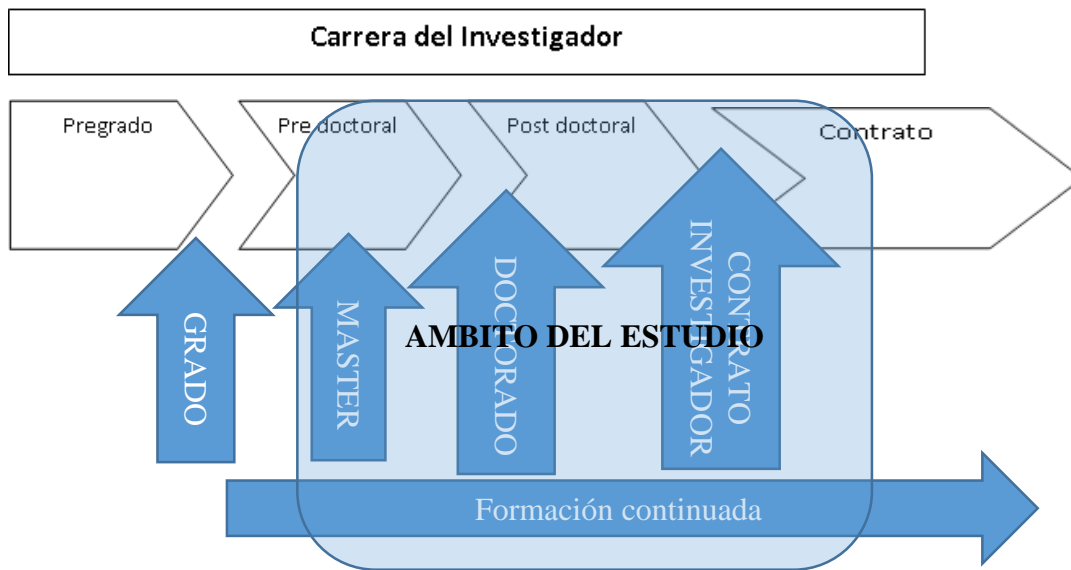 Carrera del Investigador
Pregrado
Pre doctoral
Post doctoral
Contrato
GRADO
MASTER
DOCTORADO
CONTRATO
INVESTIGADOR
AMBITO DEL ESTUDIO
Formación continuada